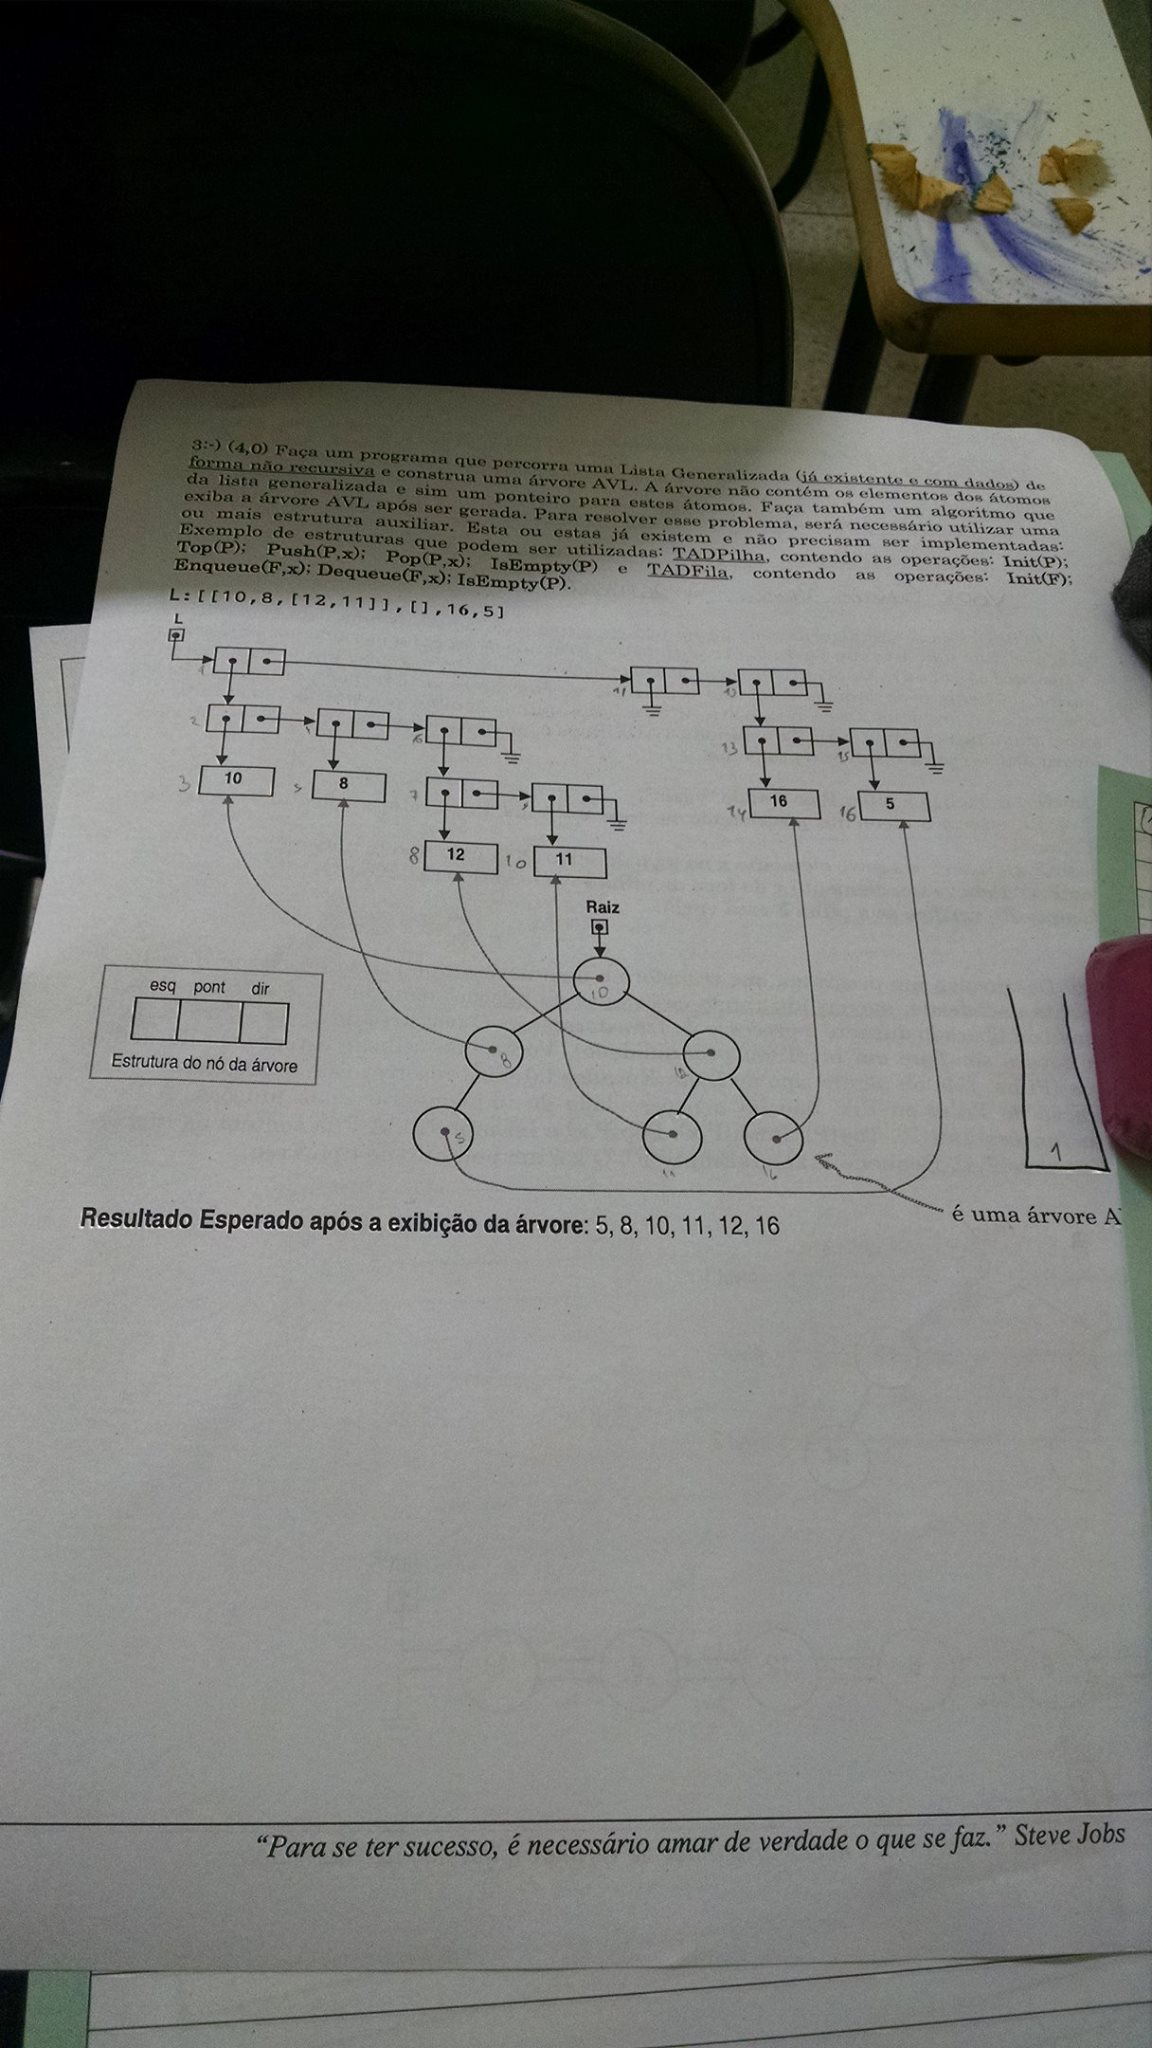 3:-) (4,0) Faça um programa que percorra uma Lista Generalizada (já existente e com dados) de
forma não recursiva e construa uma árvore AVL. A árvore não contém os elementos dos átomos
da lista generalizada e sim um ponteiro para estes átomos. Faça também um algoritmo que
exiba a árvore AVL após ser gerada. Para resolver esse problema, será necessário utilizar uma
ou mais estrutura auxiliar. Esta ou estas já existem e não precisam ser implementadas:
Exemplo de estruturas que podem ser utilizadas: TADPilha, contendo as operações: Init(P);
Top(P); Push(P,x); Pop(P,x); IsEmpty(P) e TADFila, contendo as operações: Init(F);
Enqueue(F,x); Dequeue(F,x); IsEmpty(P).
L:[[10,8,[12,11]],[],16,5]
L
1
11
2
13
15
3 10
8
7
14 16
16 5
8 12
10 11
Raiz
10
esq pont dir
8
12
Estrutura do nó da árvore
5
11
16
1
é uma árvore A
Resultado Esperado após a exibição da árvore: 5, 8, 10, 11, 12, 16
“Para se ter sucesso, é necessário amar de verdade o que se faz.” Steve Jobs